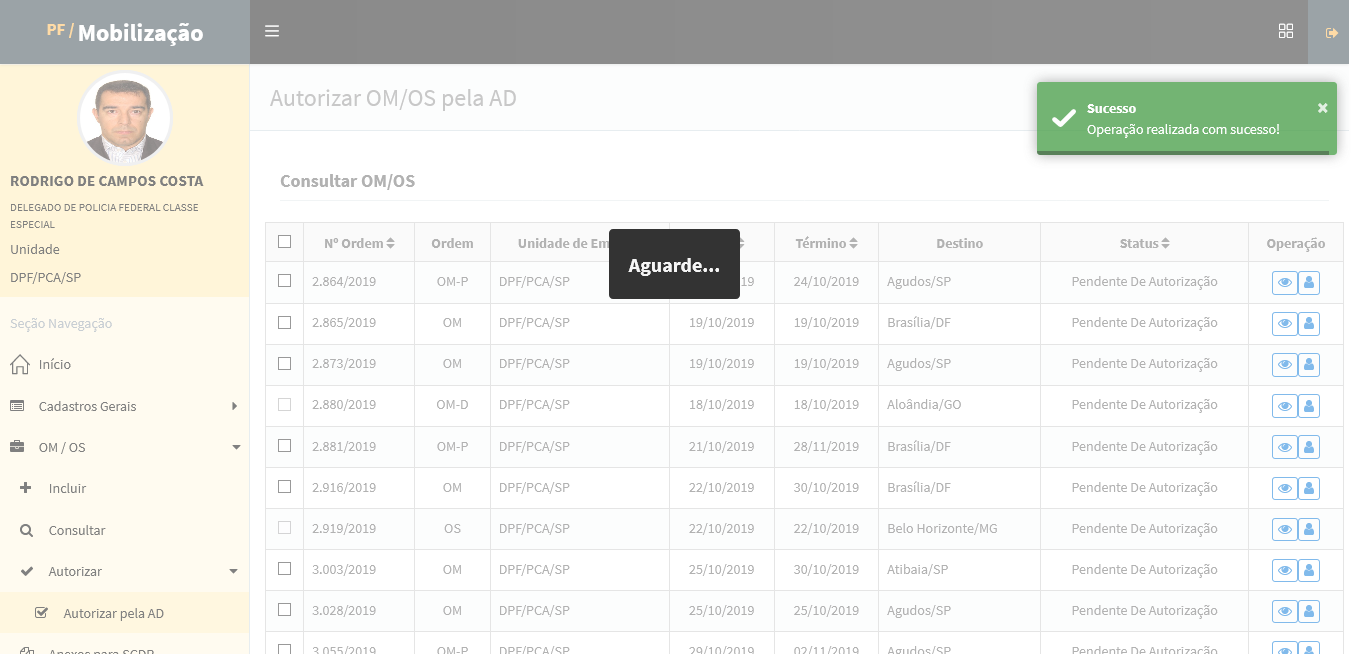 PF / Mobilização
Autorizar OM/OS pela AD
Sucesso ×
Operação realizada com sucesso!
RODRIGO DE CAMPOS COSTA
DELEGADO DE POLICIA FEDERAL CLASSE
ESPECIAL
Unidade
DPF/PCA/SP
Seção Navegação
Início
Cadastros Gerais
OM / OS
Incluir
Consultar
Autorizar
Autorizar pela AD
Anexos para SCDP
Consultar OM/OS
Nº Ordem Ordem Unidade de Em Término Destino Status Operação
Aguarde...
2.864/2019 OM-P DPF/PCA/SP 19 24/10/2019 Agudos/SP Pendente De Autorização
2.865/2019 OM DPF/PCA/SP 19/10/2019 19/10/2019 Brasília/DF Pendente De Autorização
2.873/2019 OM DPF/PCA/SP 19/10/2019 19/10/2019 Agudos/SP Pendente De Autorização
2.880/2019 OM-D DPF/PCA/SP 18/10/2019 18/10/2019 Aloândia/GO Pendente De Autorização
2.881/2019 OM-P DPF/PCA/SP 21/10/2019 28/11/2019 Brasília/DF Pendente De Autorização
2.916/2019 OM DPF/PCA/SP 22/10/2019 30/10/2019 Brasília/DF Pendente De Autorização
2.919/2019 OS DPF/PCA/SP 22/10/2019 22/10/2019 Belo Horizonte/MG Pendente De Autorização
3.003/2019 OM DPF/PCA/SP 25/10/2019 30/10/2019 Atibaia/SP Pendente De Autorização
3.028/2019 OM DPF/PCA/SP 25/10/2019 25/10/2019 Agudos/SP Pendente De Autorização
3.055/2019 OM-P DPF/PCA/SP 29/10/2019 02/11/2019 Agudos/SP Pendente De Autorização